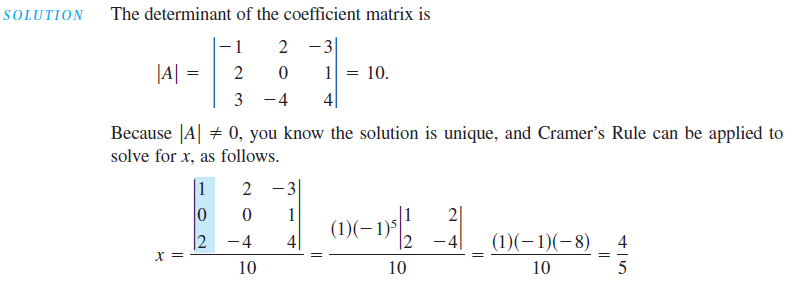 SOLUTION The determinant of the coefficient matrix is
|A| = |−1 2 −3|
|2 0 1| = 10.
|3 −4 4|
Because |A| ≠ 0, you know the solution is unique, and Cramer's Rule can be applied to
solve for x, as follows.
x = |1 2 −3; 0 0 1; 2 −4 4| / 10 = (1)(−1)⁵|1 2; 2 −4| / 10 = (1)(−1)(−8) / 10 = 4/5